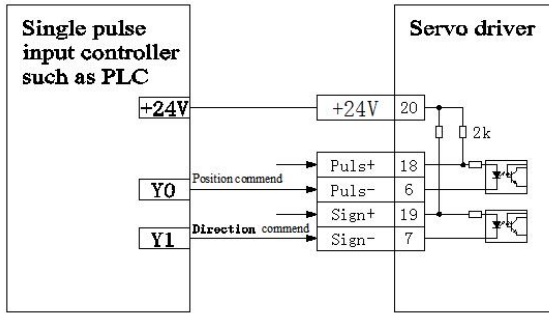 Single pulse
input controller
such as PLC
Servo driver
+24V
+24V
20
2k
Puls+
18
Position commend
Y0
Puls-
6
Sign+
19
Direction commend
Y1
Sign-
7